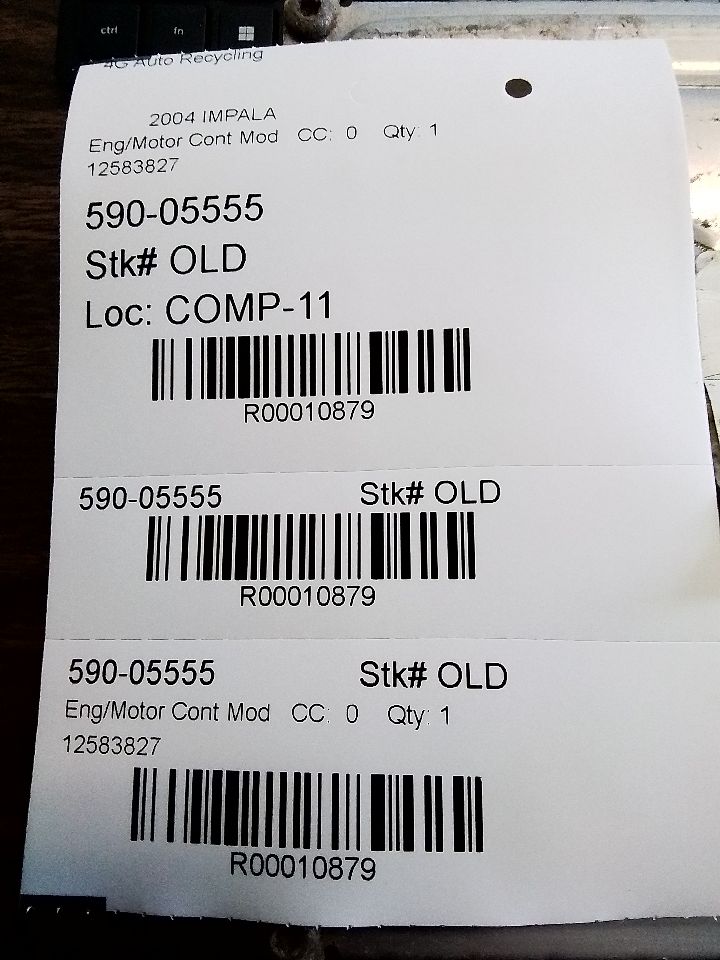 ctrl fn
4G Auto Recycling
2004 IMPALA
Eng/Motor Cont Mod CC: 0 Qty: 1
12583827
590-05555
Stk# OLD
Loc: COMP-11
R00010879
590-05555 Stk# OLD
R00010879
590-05555 Stk# OLD
Eng/Motor Cont Mod CC: 0 Qty: 1
12583827
R00010879